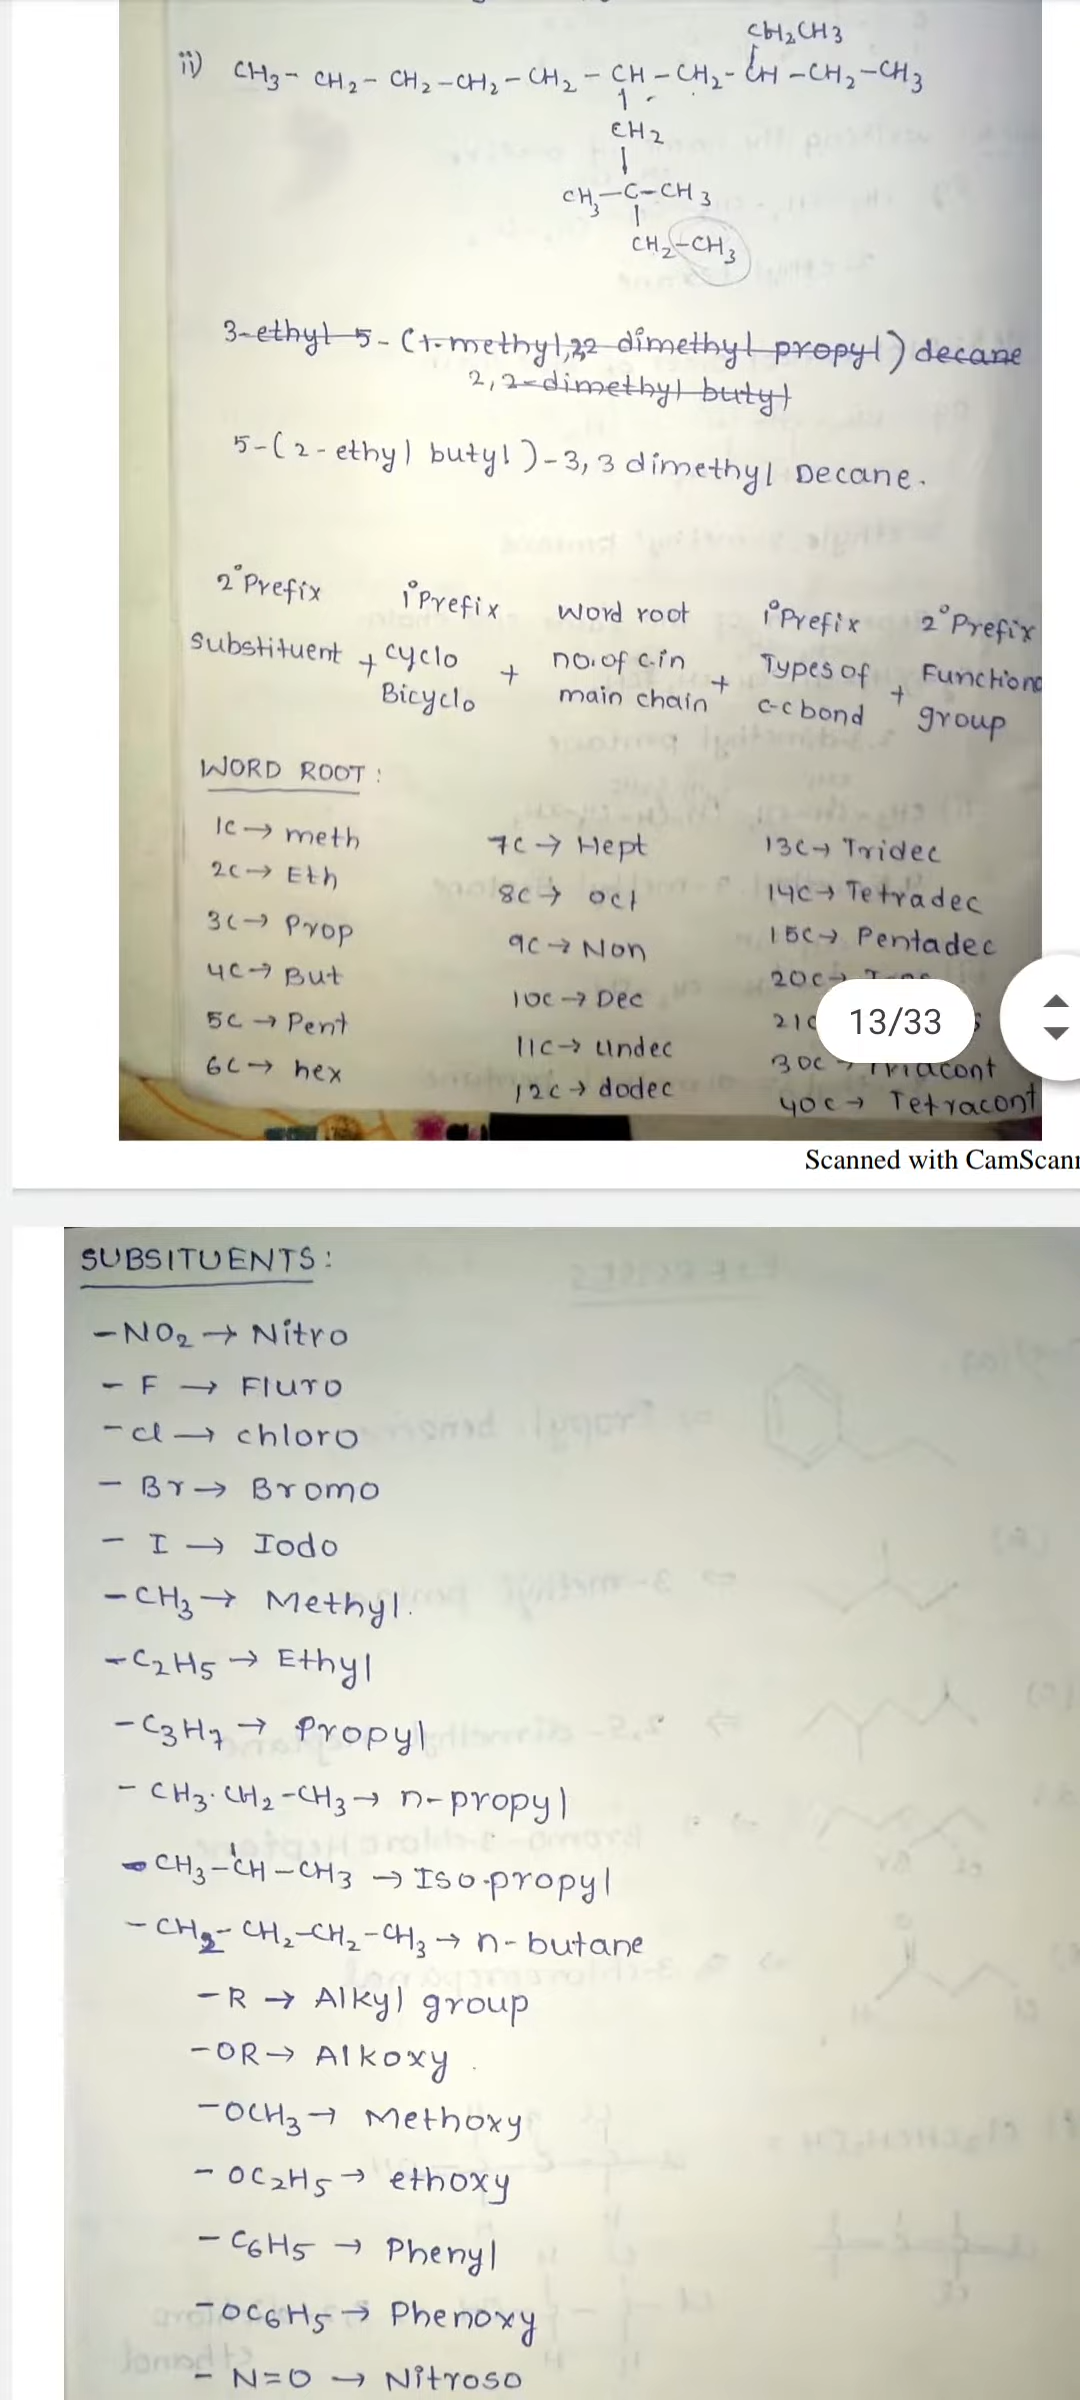 CH2CH3
ii) CH3 - CH2 - CH2 - CH2 - CH2 - CH - CH2 - CH - CH2 - CH3
CH2
CH3 - C - CH3
CH2 - CH3
3-ethyl 5- (1-methyl, 22 dimethyl propyl) decane
2, 2-dimethyl butyl
5-(2-ethyl butyl)-3, 3 dimethyl Decane.
2° Prefix 1° Prefix Word root 1° Prefix 2° Prefix
Substituent + cyclo + no. of c in + Types of + Function
Bicyclo main chain c-c bond group
WORD ROOT :
1C → meth 7C → Hept 13C → Tridec
2C → Eth 8C → oct 14C → Tetradec
3C → Prop 9C → Non 15C → Pentadec
4C → But 10C → Dec 20C →
5C → Pent 11C → Undec 21C
6C → hex 12C → dodec 30C → Triacont
40C → Tetracont
13/33
Scanned with CamScan
SUBSITUENTS :
- NO2 → Nitro
- F → Fluro
- Cl → chloro
- Br → Bromo
- I → Iodo
- CH3 → Methyl.
- C2H5 → Ethyl
- C3H7 → Propyl
- CH3. CH2 - CH3 → n-propyl
- CH3 - CH - CH3 → Iso-propyl
- CH2 - CH2 - CH2 - CH3 → n-butane
- R → Alkyl group
- OR → Alkoxy .
- OCH3 → Methoxy
- OC2H5 → ethoxy
- C6H5 → Phenyl
- OC6H5 → Phenoxy
- N=O → Nitroso